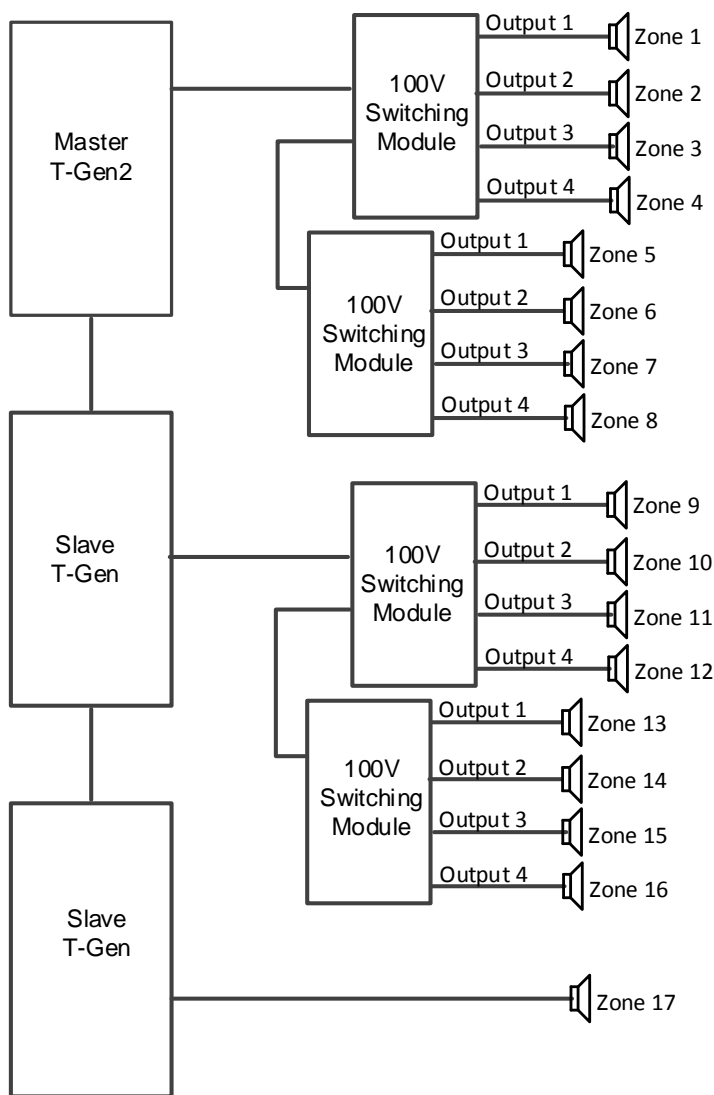 Master
T-Gen2
100V
Switching
Module
Output 1
Zone 1
Output 2
Zone 2
Output 3
Zone 3
Output 4
Zone 4
100V
Switching
Module
Output 1
Zone 5
Output 2
Zone 6
Output 3
Zone 7
Output 4
Zone 8
Slave
T-Gen
100V
Switching
Module
Output 1
Zone 9
Output 2
Zone 10
Output 3
Zone 11
Output 4
Zone 12
100V
Switching
Module
Output 1
Zone 13
Output 2
Zone 14
Output 3
Zone 15
Output 4
Zone 16
Slave
T-Gen
Zone 17